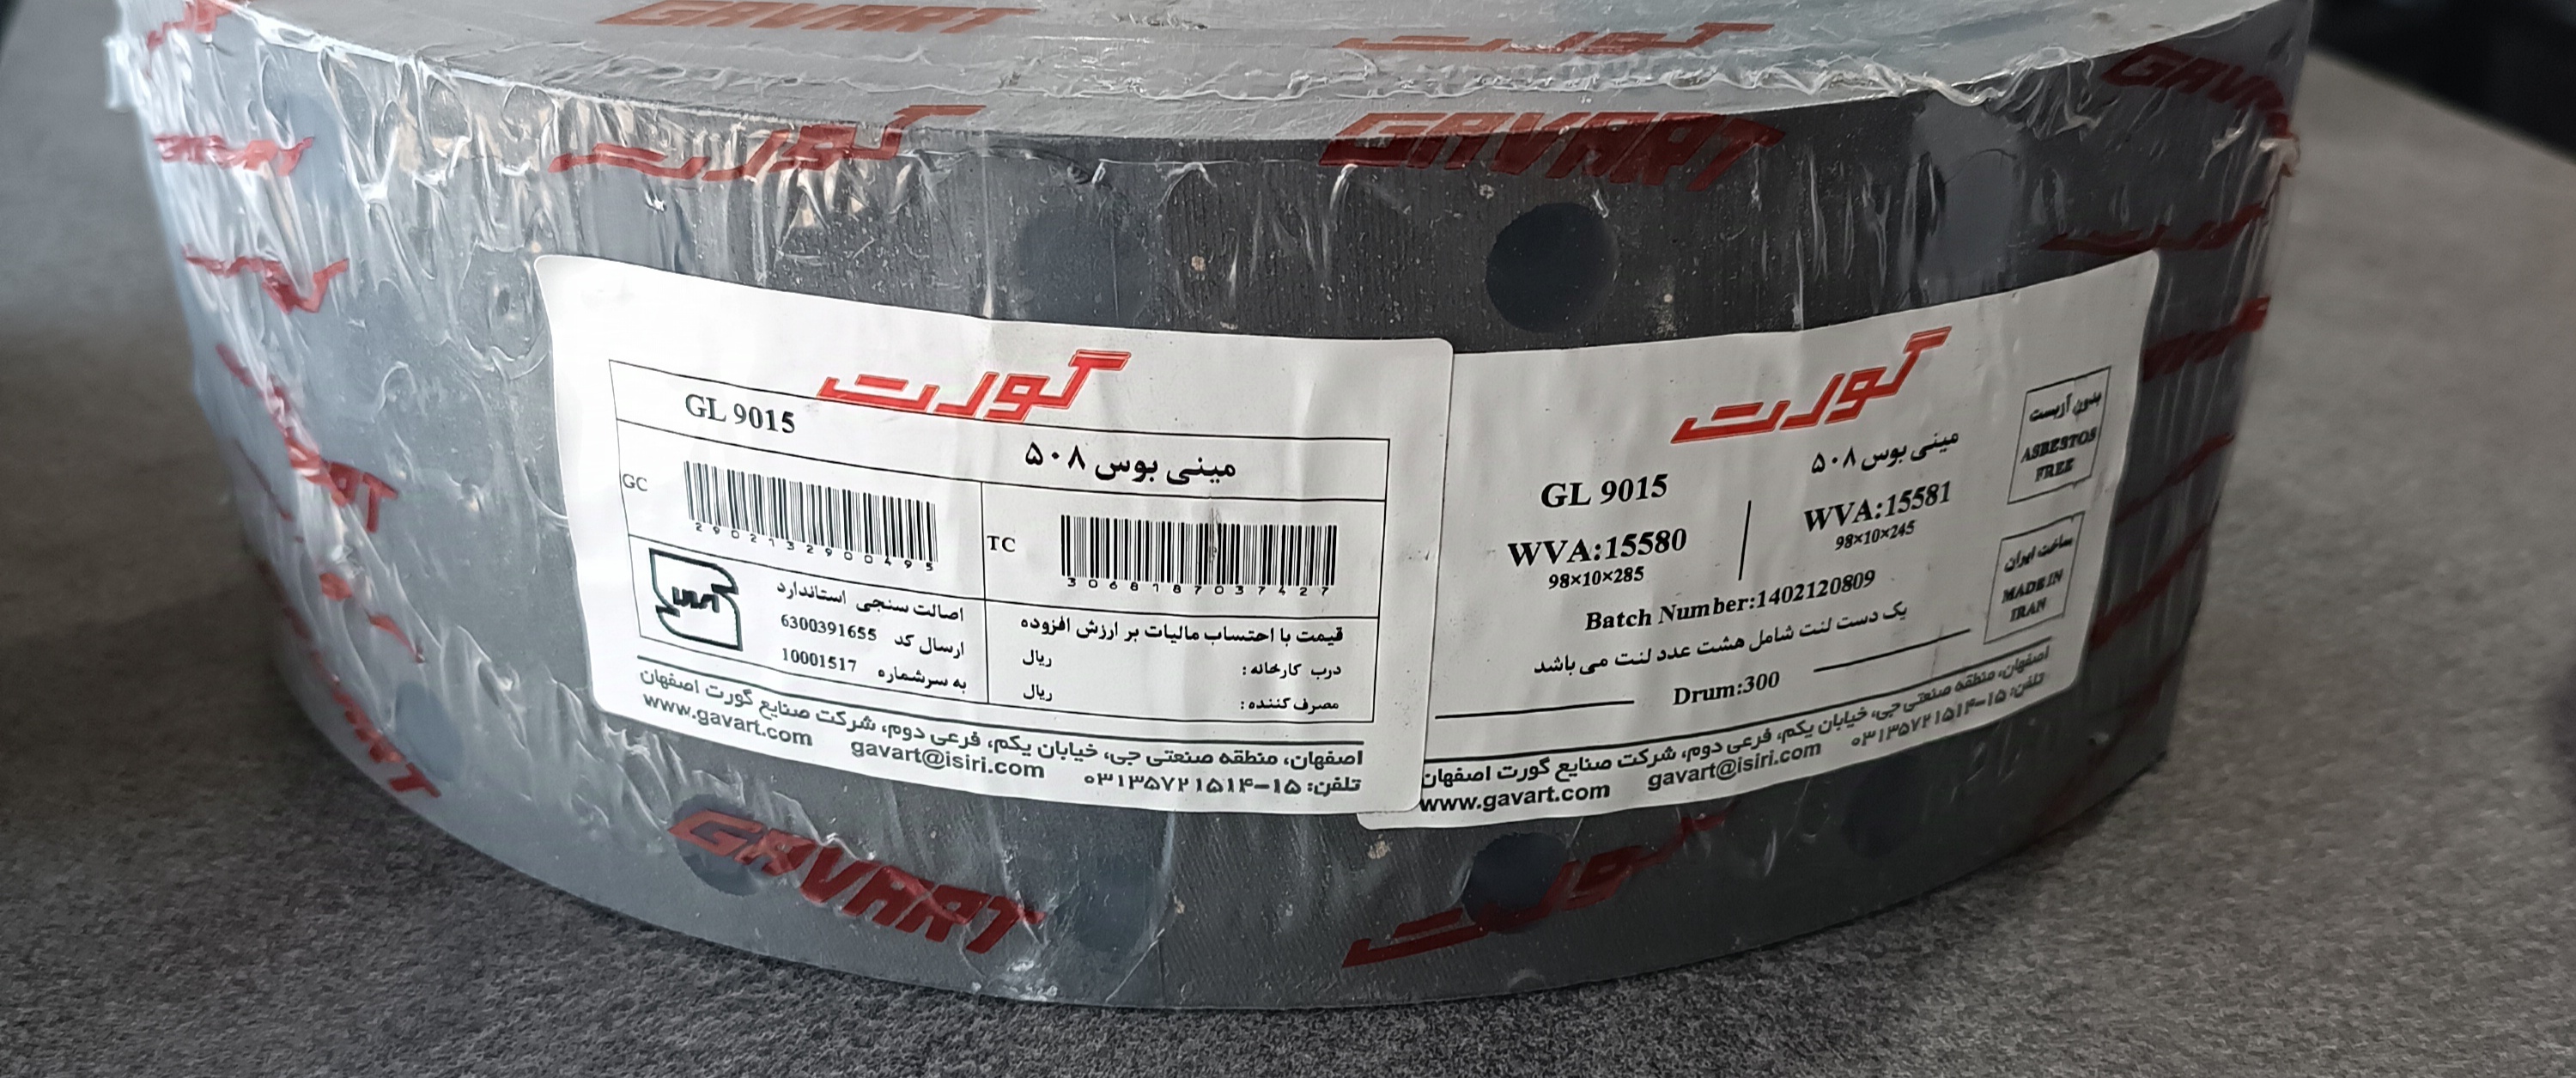 GAVART
گورت
گورت
GAVART
GAVART
گورت
GL 9015
مینی بوس ۵۰۸
GC
2902132900495
TC
3068187037427
اصالت سنجی استاندارد
ارسال کد 6300391655
به سرشماره 10001517
قیمت با احتساب مالیات بر ارزش افزوده
درب کارخانه: ریال
مصرف کننده: ریال
اصفهان، منطقه صنعتی جی، خیابان یکم، فرعی دوم، شرکت صنایع گورت اصفهان
تلفن: ۱۵-۰۳۱۳۵۷۲۱۵۱۴ gavart@isiri.com www.gavart.com
گورت
مینی بوس ۵۰۸
GL 9015
WVA:15580
98×10×285
WVA:15581
98×10×245
Batch Number:1402120809
یک دست لنت شامل هشت عدد لنت می باشد
Drum:300
بدون آزبست
ASBESTOS
FREE
ساخت ایران
MADE IN
IRAN
اصفهان، منطقه صنعتی جی، خیابان یکم، فرعی دوم، شرکت صنایع گورت اصفهان
تلفن: ۱۵-۰۳۱۳۵۷۲۱۵۱۴ gavart@isiri.com www.gavart.com
GAVART
گورت